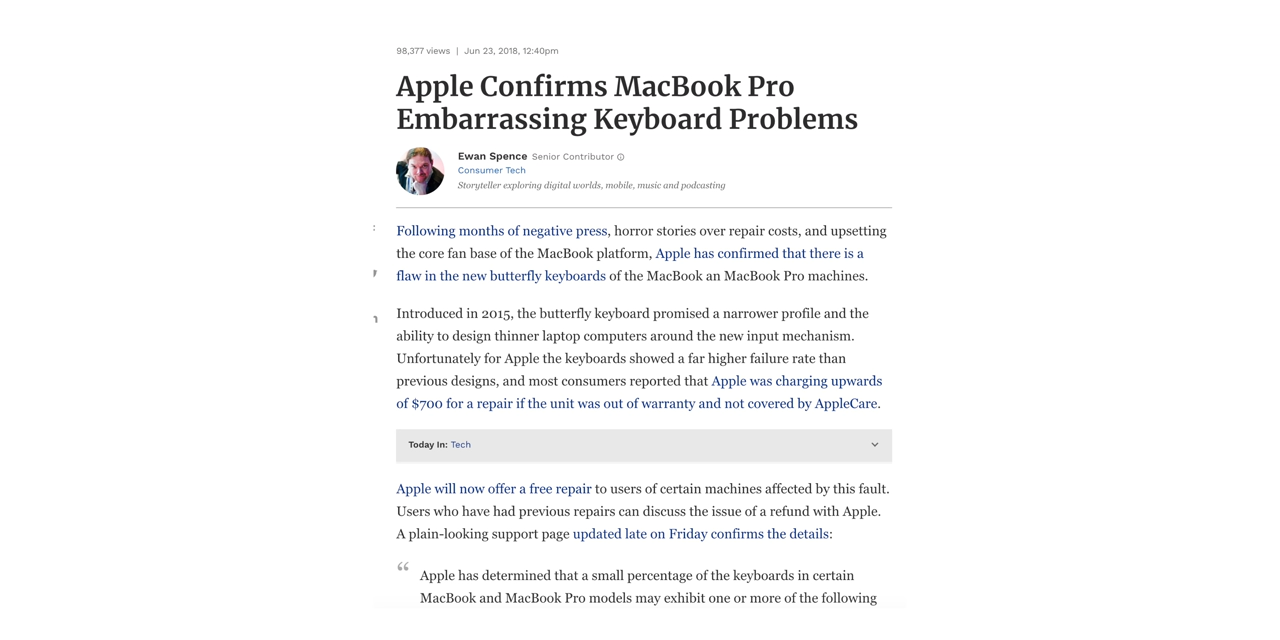 98,377 views | Jun 23, 2018, 12:40pm
Apple Confirms MacBook Pro
Embarrassing Keyboard Problems
Ewan Spence Senior Contributor
Consumer Tech
Storyteller exploring digital worlds, mobile, music and podcasting
Following months of negative press, horror stories over repair costs, and upsetting
the core fan base of the MacBook platform, Apple has confirmed that there is a
flaw in the new butterfly keyboards of the MacBook an MacBook Pro machines.
Introduced in 2015, the butterfly keyboard promised a narrower profile and the
ability to design thinner laptop computers around the new input mechanism.
Unfortunately for Apple the keyboards showed a far higher failure rate than
previous designs, and most consumers reported that Apple was charging upwards
of $700 for a repair if the unit was out of warranty and not covered by AppleCare.
Today In: Tech
Apple will now offer a free repair to users of certain machines affected by this fault.
Users who have had previous repairs can discuss the issue of a refund with Apple.
A plain-looking support page updated late on Friday confirms the details:
“ Apple has determined that a small percentage of the keyboards in certain
MacBook and MacBook Pro models may exhibit one or more of the following